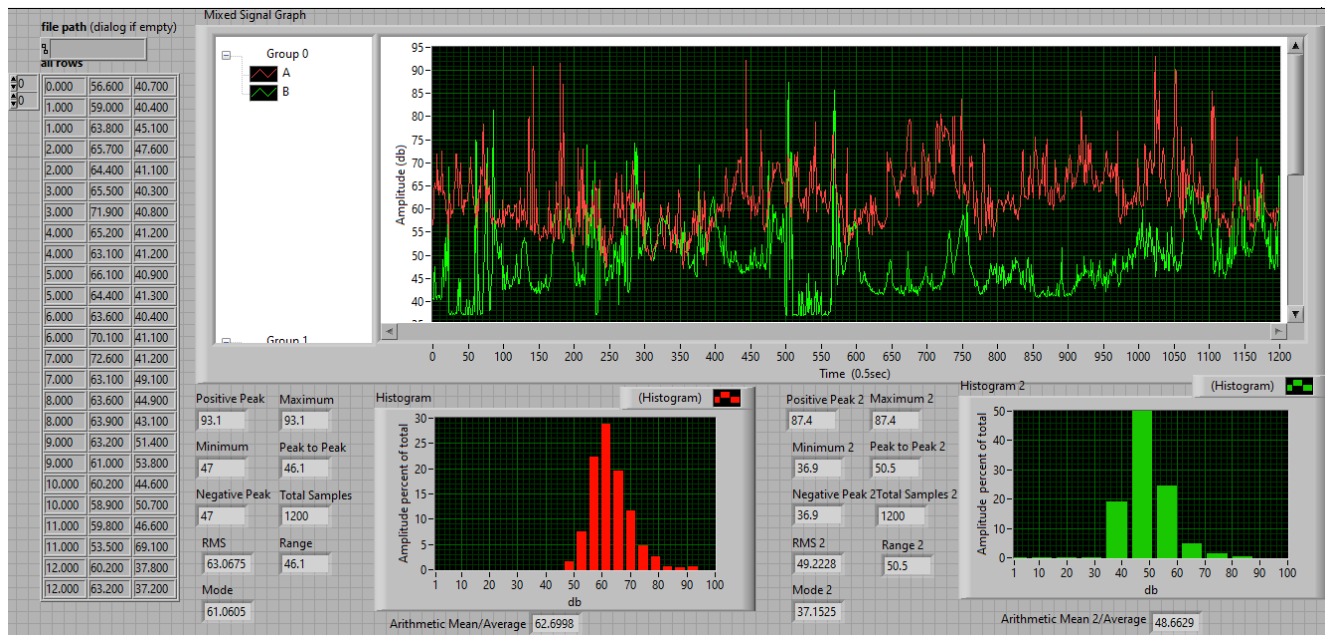 file path (dialog if empty)
all rows
0
0
0.000 56.600 40.700
1.000 59.000 40.400
1.000 63.800 45.100
2.000 65.700 47.600
2.000 64.400 41.100
3.000 65.500 40.300
3.000 71.900 40.800
4.000 65.200 41.200
4.000 63.100 41.200
5.000 66.100 40.900
5.000 64.400 41.300
6.000 63.600 40.400
6.000 70.100 41.100
7.000 72.600 41.200
7.000 63.100 49.100
8.000 63.600 44.900
8.000 63.900 43.100
9.000 63.200 51.400
9.000 61.000 53.800
10.000 60.200 44.600
10.000 58.900 50.700
11.000 59.800 46.600
11.000 53.500 69.100
12.000 60.200 37.800
12.000 63.200 37.200
Mixed Signal Graph
Group 0
A
B
Group 1
Amplitude (db)
95
90
85
80
75
70
65
60
55
50
45
40
35
0 50 100 150 200 250 300 350 400 450 500 550 600 650 700 750 800 850 900 950 1000 1050 1100 1150 1200
Time (0.5sec)
Positive Peak Maximum
93.1 93.1
Minimum Peak to Peak
47 46.1
Negative Peak Total Samples
47 1200
RMS Range
63.0675 46.1
Mode
61.0605
Histogram (Histogram)
Amplitude percent of total
30
25
20
15
10
5
0
1 10 20 30 40 50 60 70 80 100
db
Arithmetic Mean/Average 62.6998
Positive Peak 2 Maximum 2
87.4 87.4
Minimum 2 Peak to Peak 2
36.9 50.5
Negative Peak 2 Total Samples 2
36.9 1200
RMS 2 Range 2
49.2228 50.5
Mode 2
37.1525
Histogram 2 (Histogram)
Amplitude percent of total
50
40
30
20
10
0
1 10 20 30 40 50 60 70 80 100
db
Arithmetic Mean 2/Average 48.6629